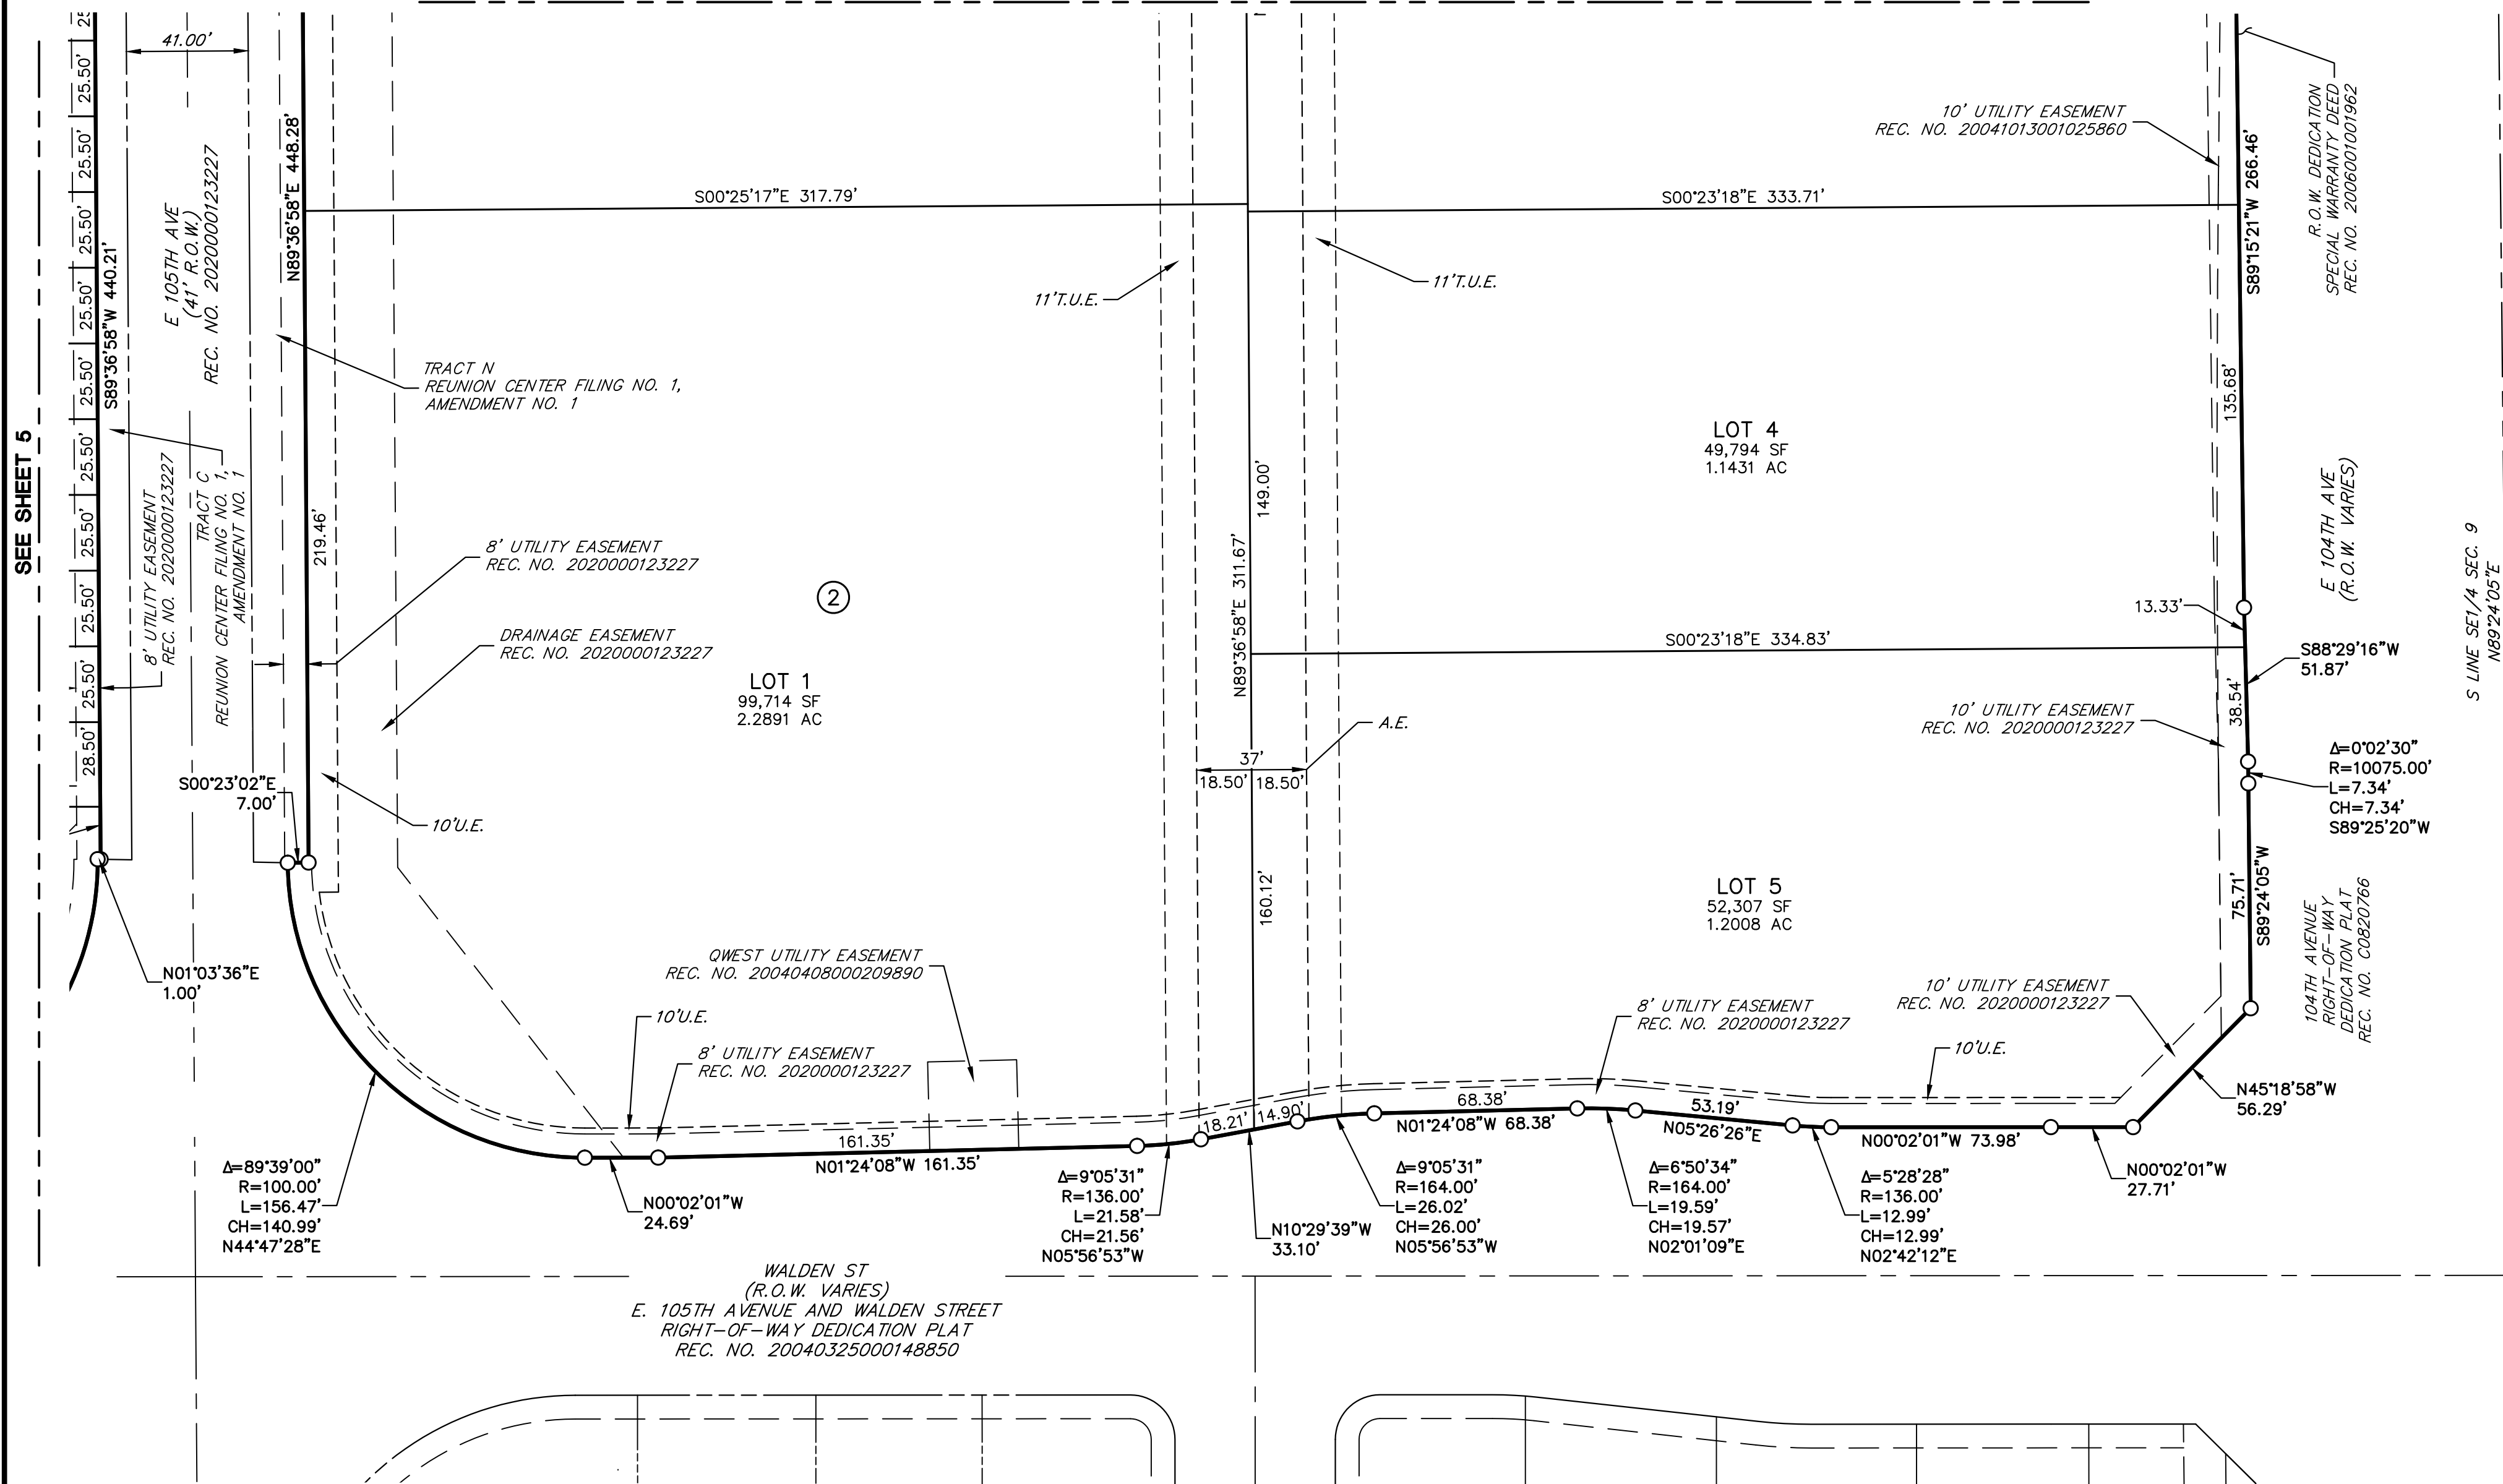 SEE SHEET 5
25
25.50'
25.50'
25.50'
25.50'
25.50'
25.50'
25.50'
25.50'
25.50'
28.50'
S89°36'58"W 440.21'
41.00'
E 105TH AVE
(41' R.O.W.)
REC. NO. 2020000123227
8' UTILITY EASEMENT
REC. NO. 2020000123227
TRACT C
REUNION CENTER FILING NO. 1,
AMENDMENT NO. 1
N89°36'58"E 448.28'
219.46'
TRACT N
REUNION CENTER FILING NO. 1,
AMENDMENT NO. 1
8' UTILITY EASEMENT
REC. NO. 2020000123227
DRAINAGE EASEMENT
REC. NO. 2020000123227
S00°23'02"E
7.00'
10'U.E.
N01°03'36"E
1.00'
S00°25'17"E 317.79'
11'T.U.E.
11'T.U.E.
2
LOT 1
99,714 SF
2.2891 AC
N89°36'58"E 311.67'
149.00'
160.12'
37'
18.50'
18.50'
A.E.
S00°23'18"E 333.71'
LOT 4
49,794 SF
1.1431 AC
S00°23'18"E 334.83'
LOT 5
52,307 SF
1.2008 AC
10' UTILITY EASEMENT
REC. NO. 20041013001025860
R.O.W. DEDICATION
SPECIAL WARRANTY DEED
REC. NO. 20060001001962
S89°15'21"W 266.46'
135.68'
13.33'
38.54'
S88°29'16"W
51.87'
E 104TH AVE
(R.O.W. VARIES)
S LINE SE1/4 SEC. 9
N89°24'05"E
10' UTILITY EASEMENT
REC. NO. 2020000123227
Δ=0°02'30"
R=10075.00'
L=7.34'
CH=7.34'
S89°25'20"W
75.71'
S89°24'05"W
104TH AVENUE
RIGHT-OF-WAY
DEDICATION PLAT
REC. NO. C0820766
QWEST UTILITY EASEMENT
REC. NO. 20040408000209890
10'U.E.
8' UTILITY EASEMENT
REC. NO. 2020000123227
8' UTILITY EASEMENT
REC. NO. 2020000123227
10' UTILITY EASEMENT
REC. NO. 2020000123227
10'U.E.
N45°18'58"W
56.29'
161.35'
N01°24'08"W 161.35'
18.21'
14.90'
68.38'
N01°24'08"W 68.38'
53.19'
N05°26'26"E
N00°02'01"W 73.98'
Δ=89°39'00"
R=100.00'
L=156.47'
CH=140.99'
N44°47'28"E
N00°02'01"W
24.69'
Δ=9°05'31"
R=136.00'
L=21.58'
CH=21.56'
N05°56'53"W
N10°29'39"W
33.10'
Δ=9°05'31"
R=164.00'
L=26.02'
CH=26.00'
N05°56'53"W
Δ=6°50'34"
R=164.00'
L=19.59'
CH=19.57'
N02°01'09"E
Δ=5°28'28"
R=136.00'
L=12.99'
CH=12.99'
N02°42'12"E
N00°02'01"W
27.71'
WALDEN ST
(R.O.W. VARIES)
E. 105TH AVENUE AND WALDEN STREET
RIGHT-OF-WAY DEDICATION PLAT
REC. NO. 20040325000148850